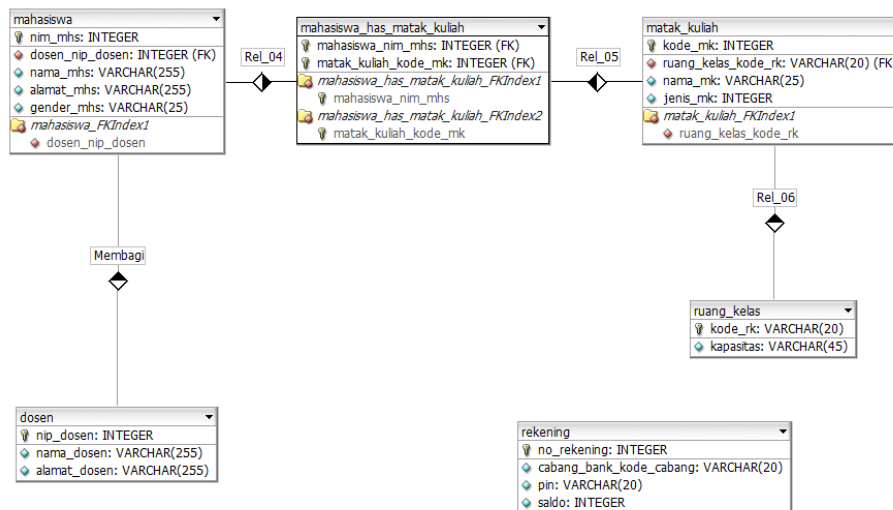 mahasiswa
nim_mhs: INTEGER
dosen_nip_dosen: INTEGER (FK)
nama_mhs: VARCHAR(255)
alamat_mhs: VARCHAR(255)
gender_mhs: VARCHAR(25)
mahasiswa_FKIndex1
dosen_nip_dosen
Rel_04
mahasiswa_has_matak_kuliah
mahasiswa_nim_mhs: INTEGER (FK)
matak_kuliah_kode_mk: INTEGER (FK)
mahasiswa_has_matak_kuliah_FKIndex1
mahasiswa_nim_mhs
mahasiswa_has_matak_kuliah_FKIndex2
matak_kuliah_kode_mk
Rel_05
matak_kuliah
kode_mk: INTEGER
ruang_kelas_kode_rk: VARCHAR(20) (FK
nama_mk: VARCHAR(25)
jenis_mk: INTEGER
matak_kuliah_FKIndex1
ruang_kelas_kode_rk
Rel_06
Membagi
ruang_kelas
kode_rk: VARCHAR(20)
kapasitas: VARCHAR(45)
dosen
nip_dosen: INTEGER
nama_dosen: VARCHAR(255)
alamat_dosen: VARCHAR(255)
rekening
no_rekening: INTEGER
cabang_bank_kode_cabang: VARCHAR(20)
pin: VARCHAR(20)
saldo: INTEGER